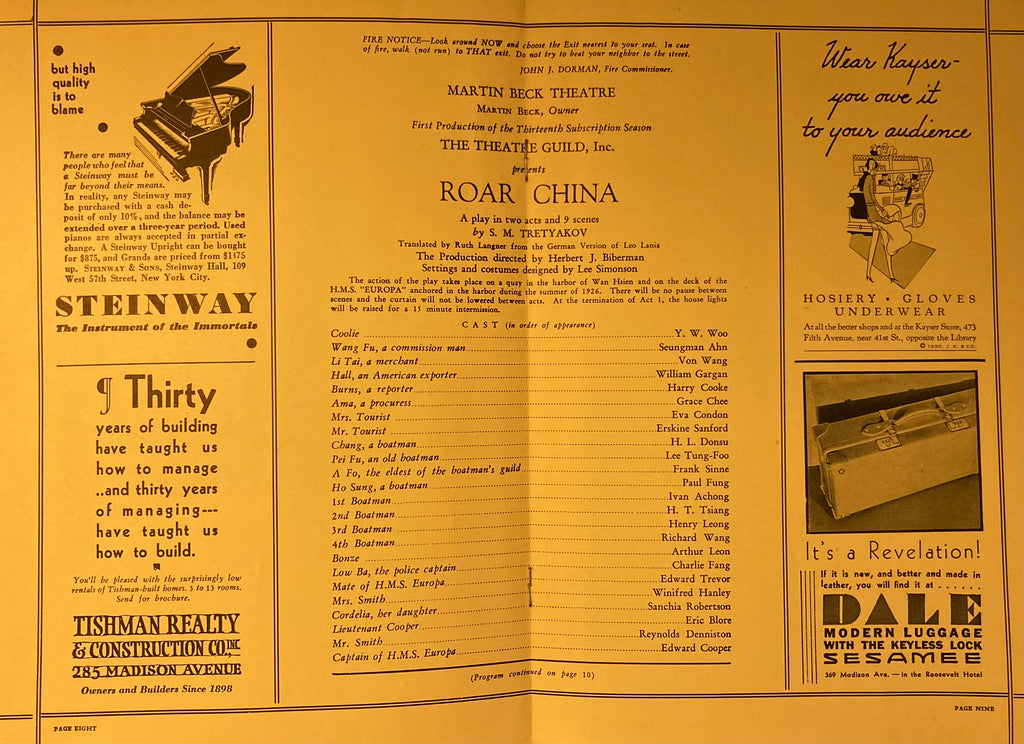 but high
quality
is to
blame
There are many
people who feel that
a Steinway must be
far beyond their means.
In reality, any Steinway may
be purchased with a cash de-
posit of only 10%, and the balance may be
extended over a three-year period. Used
pianos are always accepted in partial ex-
change. A Steinway Upright can be bought
for $875, and Grands are priced from $1375
up. STEINWAY & SONS, Steinway Hall, 109
West 57th Street, New York City.
STEINWAY
The Instrument of the Immortals
¶ Thirty
years of building
have taught us
how to manage
..and thirty years
of managing---
have taught us
how to build.
You'll be pleased with the surprisingly low
rentals of Tishman-built homes. 3 to 13 rooms.
Send for brochure.
TISHMAN REALTY
& CONSTRUCTION CO. INC
285 MADISON AVENUE
Owners and Builders Since 1898
PAGE EIGHT
FIRE NOTICE—Look around NOW and choose the Exit nearest to your seat. In case
of fire, walk (not run) to THAT exit. Do not try to beat your neighbor to the street.
JOHN J. DORMAN, Fire Commissioner.
MARTIN BECK THEATRE
MARTIN BECK, Owner
First Production of the Thirteenth Subscription Season
THE THEATRE GUILD, Inc.
presents
ROAR CHINA
A play in two acts and 9 scenes
by S. M. TRETYAKOV
Translated by Ruth Langner from the German Version of Leo Lania
The Production directed by Herbert J. Biberman
Settings and costumes designed by Lee Simonson
The action of the play takes place on a quay in the harbor of Wan Hsien and on the deck of the
H.M.S. "EUROPA" anchored in the harbor during the summer of 1926. There will be no pause between
scenes and the curtain will not be lowered between acts. At the termination of Act 1, the house lights
will be raised for a 15 minute intermission.
CAST (in order of appearance)
Coolie ........ Y. W. Woo
Wang Fu, a commission man ........ Seungman Ahn
Li Tai, a merchant ........ Von Wang
Hall, an American exporter ........ William Gargan
Burns, a reporter ........ Harry Cooke
Ama, a procuress ........ Grace Chee
Mrs. Tourist ........ Eva Condon
Mr. Tourist ........ Erskine Sanford
Chang, a boatman ........ H. L. Donsu
Pei Fu, an old boatman ........ Lee Tung-Foo
A Fo, the eldest of the boatman's guild ........ Frank Sinne
Ho Sung, a boatman ........ Paul Fung
1st Boatman ........ Ivan Achong
2nd Boatman ........ H. T. Tsiang
3rd Boatman ........ Henry Leong
4th Boatman ........ Richard Wang
Bonze ........ Arthur Leon
Low Ba, the police captain ........ Charlie Fang
Mate of H.M.S. Europa ........ Edward Trevor
Mrs. Smith ........ Winifred Hanley
Cordelia, her daughter ........ Sanchia Robertson
Lieutenant Cooper ........ Eric Blore
Mr. Smith ........ Reynolds Denniston
Captain of H.M.S. Europa ........ Edward Cooper
(Program continued on page 10)
Wear Kayser-
you owe it
to your audience
HOSIERY • GLOVES
UNDERWEAR
At all the better shops and at the Kayser Store, 473
Fifth Avenue, near 41st St., opposite the Library
© 1930, J. K. & CO.
It's a Revelation!
If it is new, and better and made in
leather, you will find it at ......
DALE
MODERN LUGGAGE
WITH THE KEYLESS LOCK
SESAMEE
369 Madison Ave. — in the Roosevelt Hotel
PAGE NINE